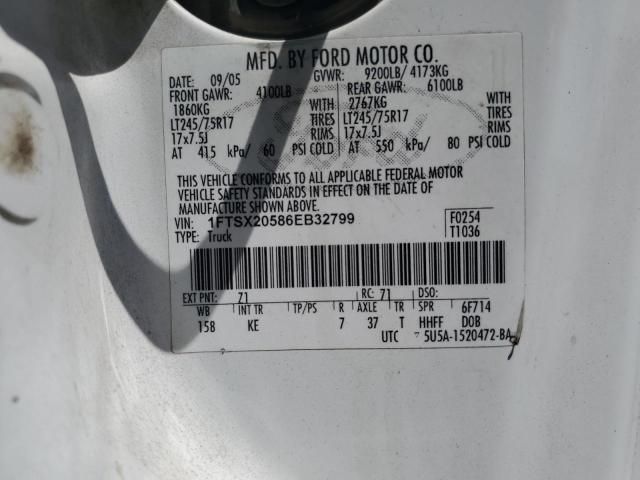 MFD. BY FORD MOTOR CO.
DATE: 09/05 GVWR: 9200LB/ 4173KG
FRONT GAWR: 4100LB REAR GAWR: 6100LB
1860KG WITH 2767KG WITH
LT245/75R17 TIRES LT245/75R17 TIRES
17x7.5J RIMS 17x7.5J RIMS
AT 415 kPa/ 60 PSI COLD AT 550 kPa/ 80 PSI COLD
THIS VEHICLE CONFORMS TO ALL APPLICABLE FEDERAL MOTOR
VEHICLE SAFETY STANDARDS IN EFFECT ON THE DATE OF
MANUFACTURE SHOWN ABOVE.
VIN: 1FTSX20586EB32799 F0254
TYPE: Truck T1036
EXT PNT: Z1 RC: 71 DSO:
WB INT TR TP/PS R AXLE TR SPR 6F714
158 KE 7 37 T HHFF DOB
UTC 5U5A-1520472-BA